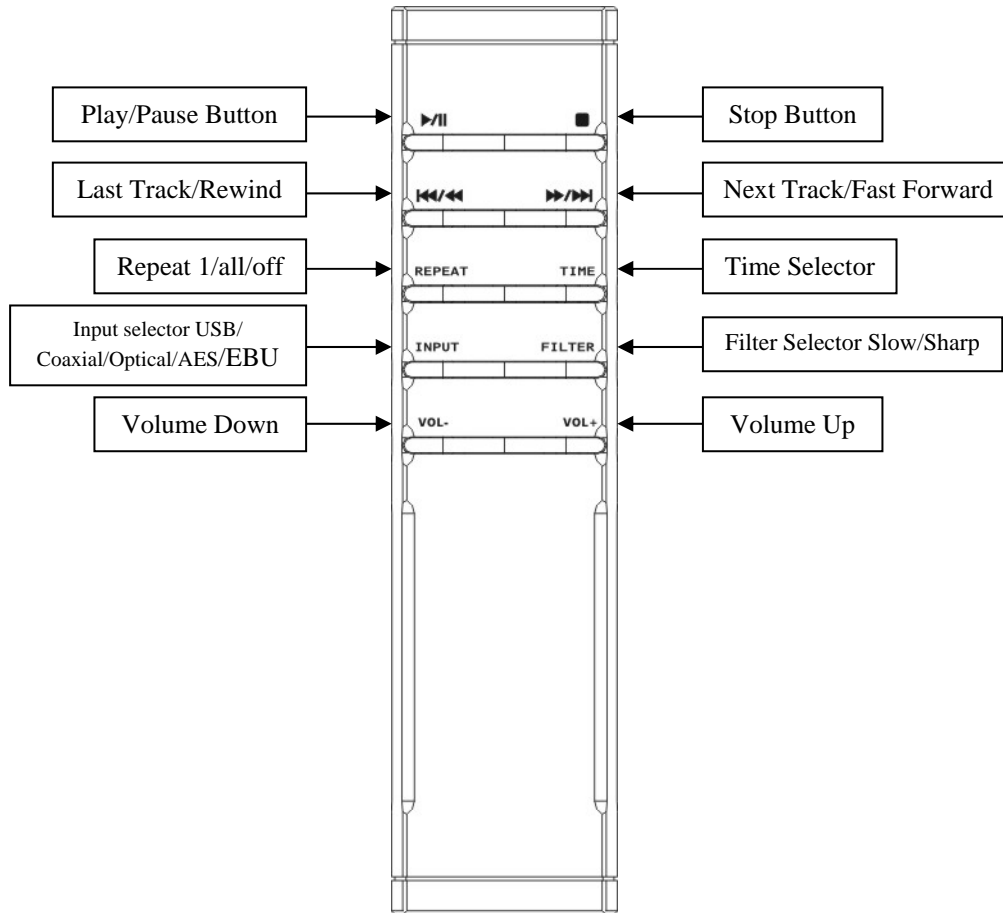 Play/Pause Button
▶/II
■
Stop Button
Last Track/Rewind
|◀◀/◀◀
▶▶/▶▶|
Next Track/Fast Forward
Repeat 1/all/off
REPEAT
TIME
Time Selector
Input selector USB/
Coaxial/Optical/AES/EBU
INPUT
FILTER
Filter Selector Slow/Sharp
Volume Down
VOL-
VOL+
Volume Up